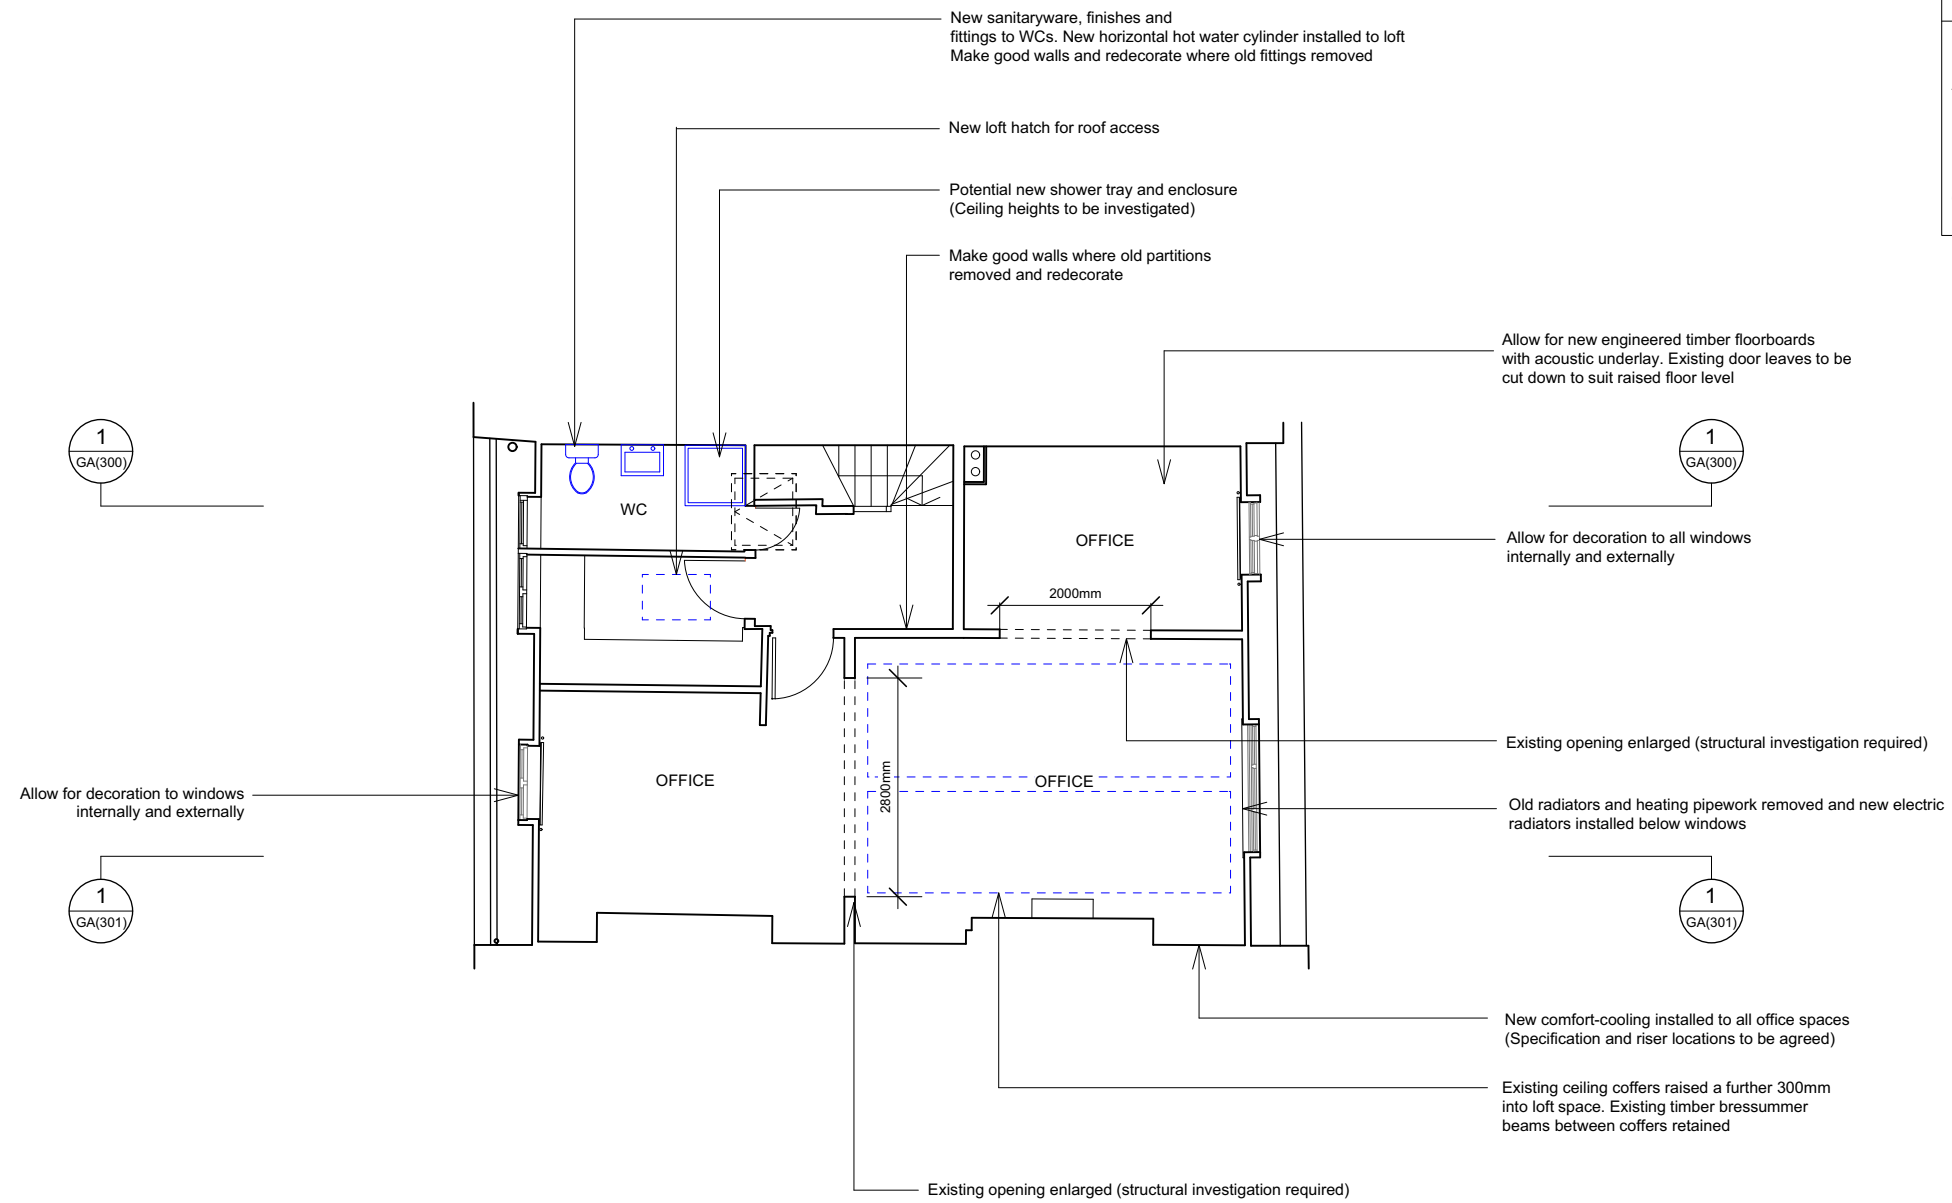 New sanitaryware, finishes and
fittings to WCs. New horizontal hot water cylinder installed to loft
Make good walls and redecorate where old fittings removed
New loft hatch for roof access
Potential new shower tray and enclosure
(Ceiling heights to be investigated)
Make good walls where old partitions
removed and redecorate
Allow for new engineered timber floorboards
with acoustic underlay. Existing door leaves to be
cut down to suit raised floor level
1
GA(300)
1
GA(300)
WC
OFFICE
Allow for decoration to all windows
internally and externally
2000mm
Existing opening enlarged (structural investigation required)
OFFICE
2800mm
OFFICE
Allow for decoration to windows
internally and externally
Old radiators and heating pipework removed and new electric
radiators installed below windows
1
GA(301)
1
GA(301)
New comfort-cooling installed to all office spaces
(Specification and riser locations to be agreed)
Existing ceiling coffers raised a further 300mm
into loft space. Existing timber bressummer
beams between coffers retained
Existing opening enlarged (structural investigation required)